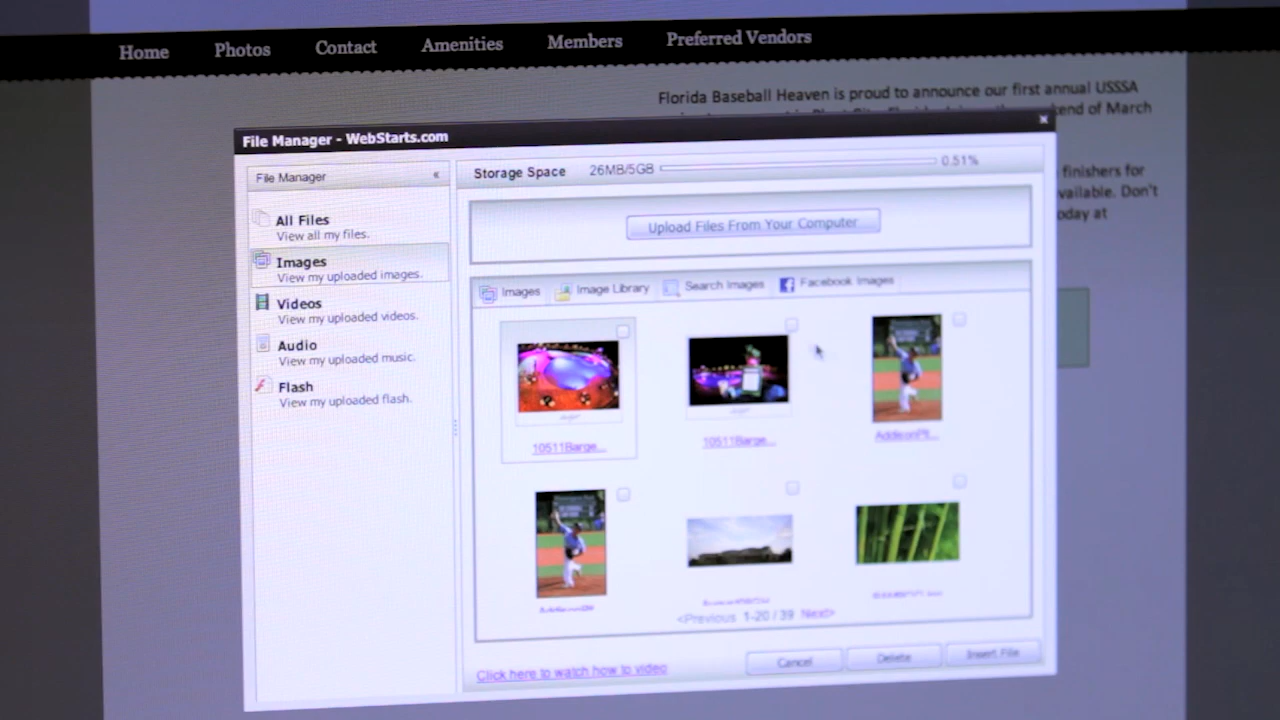 Home Photos Contact Amenities Members Preferred Vendors
Florida Baseball Heaven is proud to announce our first annual USSSA
end of March
finishers for
vailable. Don't
oday at
File Manager - WebStarts.com
File Manager «
All Files
View all my files.
Images
View my uploaded images.
Videos
View my uploaded videos.
Audio
View my uploaded music.
Flash
View my uploaded flash.
Storage Space 26MB/5GB 0.51%
Upload Files From Your Computer
Images Image Library Search Images Facebook Images
10511Barge... 10511Barge... AddisonPit...
<Previous 1-20 / 39 Next>
Click here to watch how to video
Cancel Delete Insert File